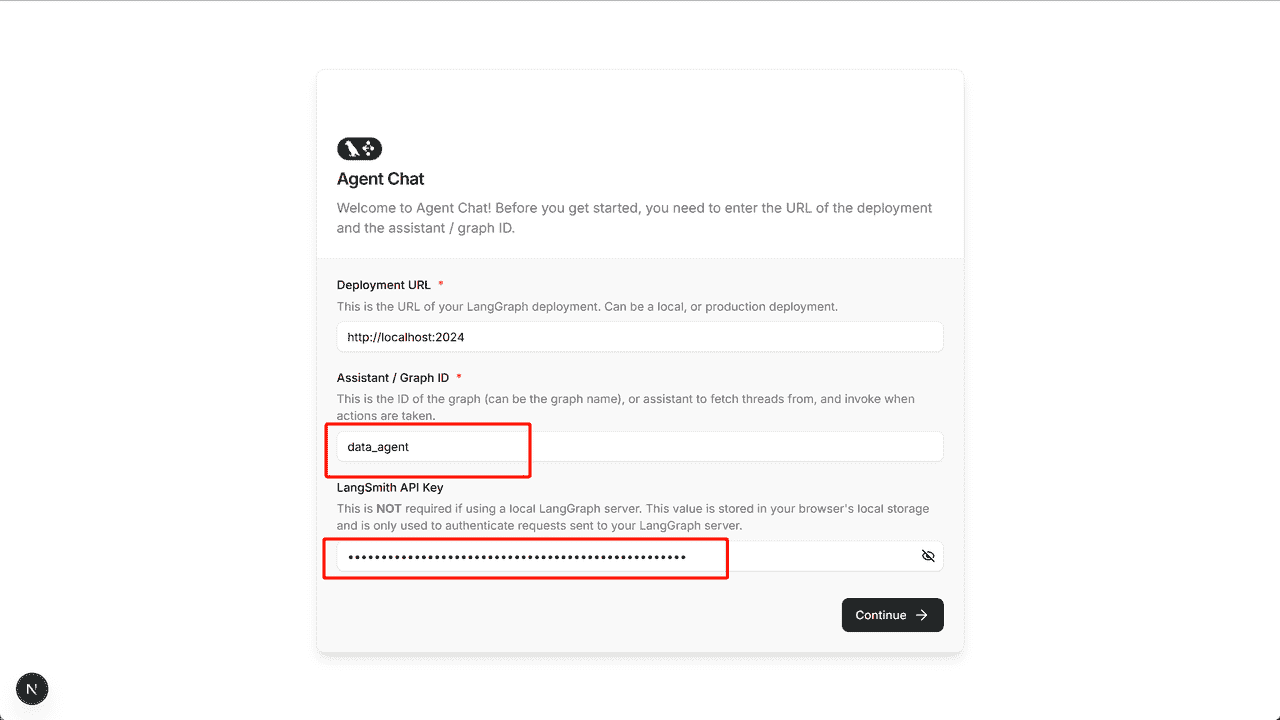 Agent Chat
Welcome to Agent Chat! Before you get started, you need to enter the URL of the deployment
and the assistant / graph ID.
Deployment URL *
This is the URL of your LangGraph deployment. Can be a local, or production deployment.
http://localhost:2024
Assistant / Graph ID *
This is the ID of the graph (can be the graph name), or assistant to fetch threads from, and invoke when
actions are taken.
data_agent
LangSmith API Key
This is NOT required if using a local LangGraph server. This value is stored in your browser's local storage
and is only used to authenticate requests sent to your LangGraph server.
Continue
N